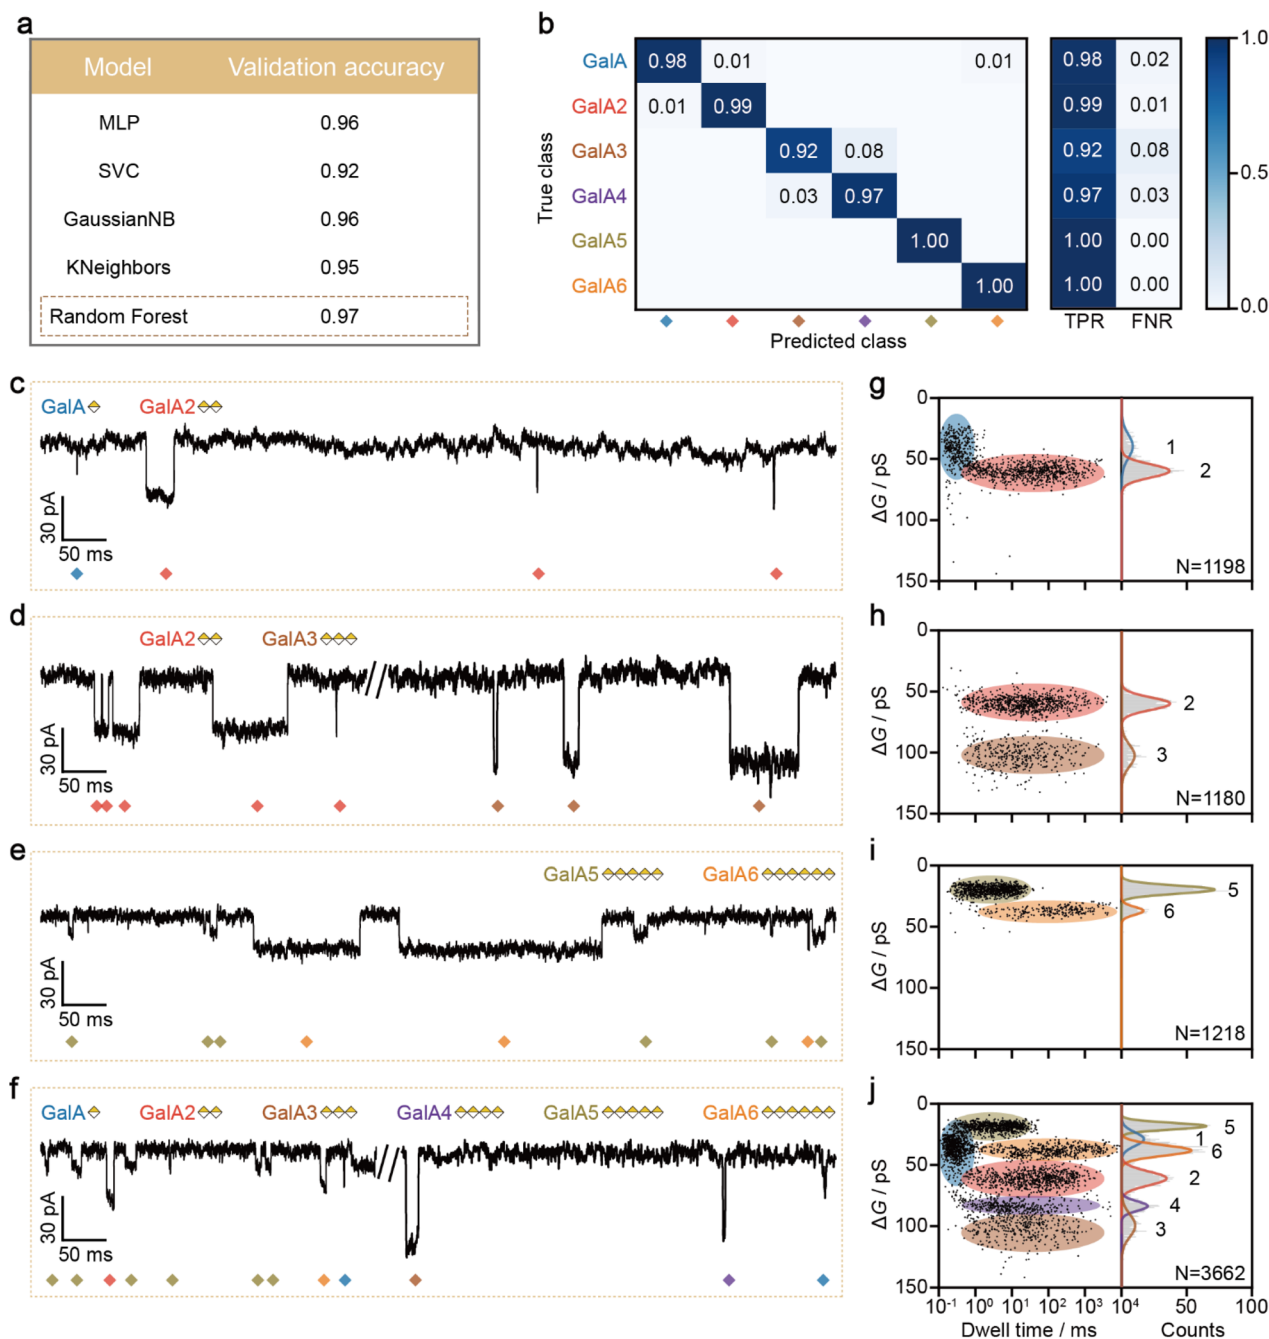 a
Model Validation accuracy
MLP 0.96
SVC 0.92
GaussianNB 0.96
KNeighbors 0.95
Random Forest 0.97
b
True class
GalA 0.98 0.01 0.01 0.98 0.02
GalA2 0.01 0.99 0.99 0.01
GalA3 0.92 0.08 0.92 0.08
GalA4 0.03 0.97 0.97 0.03
GalA5 1.00 1.00 0.00
GalA6 1.00 1.00 0.00
TPR FNR
Predicted class
1.0
0.5
0.0
c
GalA GalA2
30 pA
50 ms
g
0
50
100
150
ΔG / pS
1
2
N=1198
d
GalA2 GalA3
30 pA
50 ms
h
0
50
100
150
ΔG / pS
2
3
N=1180
e
GalA5 GalA6
30 pA
50 ms
i
0
50
100
150
ΔG / pS
5
6
N=1218
f
GalA GalA2 GalA3 GalA4 GalA5 GalA6
30 pA
50 ms
j
0
50
100
150
ΔG / pS
5
1
6
2
4
3
N=3662
10⁻¹ 10⁰ 10¹ 10² 10³ 10⁴ 50 100
Dwell time / ms Counts